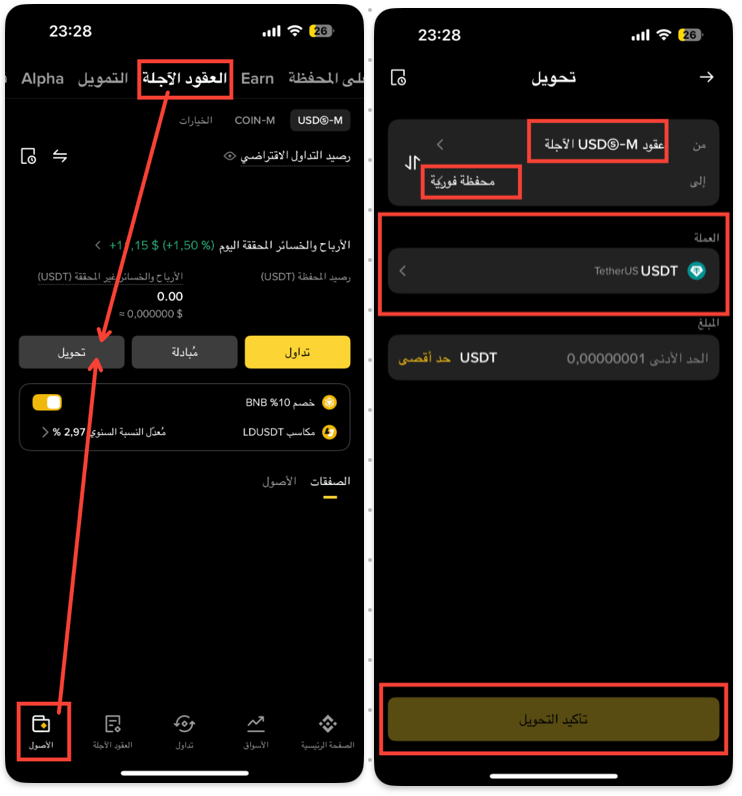 23:28
26
على المحفظة
Earn
العقود الآجلة
التمويل
Alpha
USDⓈ-M
COIN-M
الخيارات
رصيد التداول الاقتراضي
الأرباح والخسائر المحققة اليوم
(+1,50 %)
رصيد المحفظة (USDT)
الأرباح والخسائر غير المحققة (USDT)
0.00
≈ 0,000000 $
تداول
مُبادلة
تحويل
خصم 10% BNB
مكاسب LDUSDT
مُعدّل النسبة السنوي 2,97 %
الصفقات
الأصول
الصفحة الرئيسية
الأسواق
تداول
العقود الآجلة
الأصول
23:28
26
تحويل
من
عقود USDⓈ-M الآجلة
إلى
محفظة فورية
العملة
USDT TetherUS
المبلغ
الحد الأدنى 0,00000001
USDT
حد أقصى
تأكيد التحويل